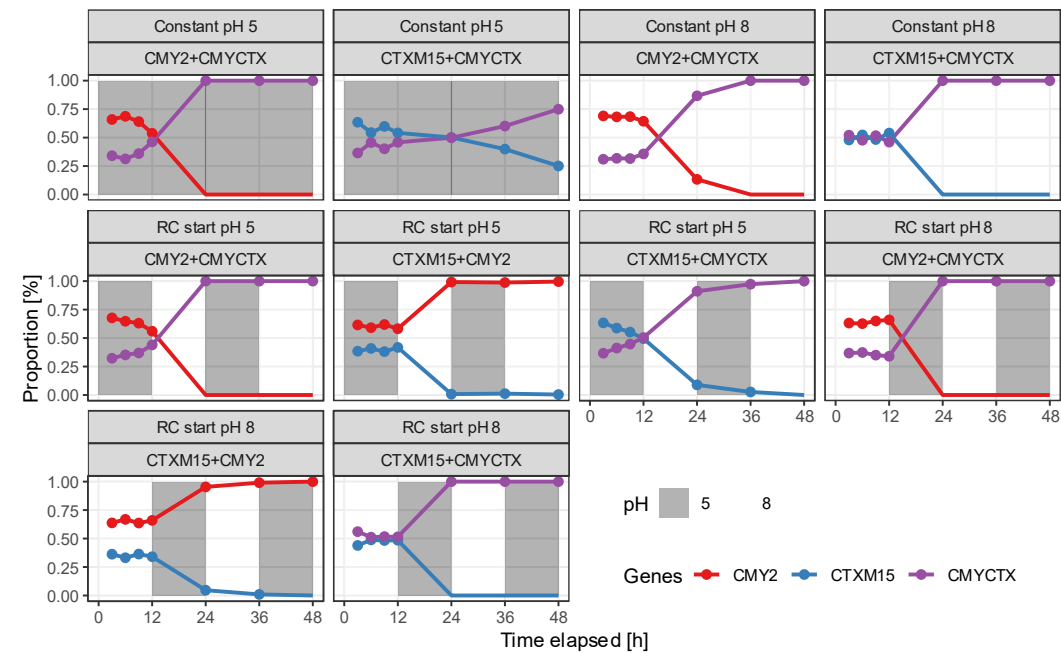 Constant pH 5 Constant pH 5 Constant pH 8 Constant pH 8
CMY2+CMYCTX CTXM15+CMYCTX CMY2+CMYCTX CTXM15+CMYCTX
1.00
0.75
0.50
0.25
0.00
RC start pH 5 RC start pH 5 RC start pH 5 RC start pH 8
CMY2+CMYCTX CTXM15+CMY2 CTXM15+CMYCTX CMY2+CMYCTX
1.00
0.75
0.50
0.25
0.00
0 12 24 36 48 0 12 24 36 48
Proportion [%]
RC start pH 8 RC start pH 8
CTXM15+CMY2 CTXM15+CMYCTX
1.00
0.75
0.50
0.25
0.00
0 12 24 36 48 0 12 24 36 48
Time elapsed [h]
pH 5 8
Genes CMY2 CTXM15 CMYCTX